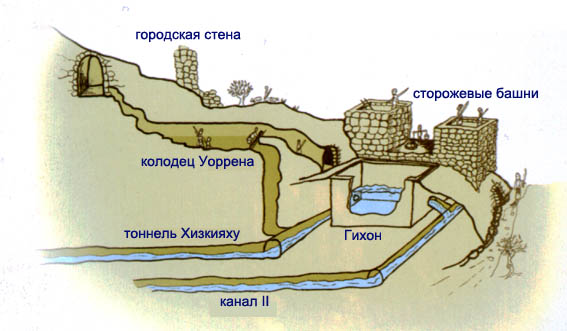 городская стена
сторожевые башни
колодец Уоррена
тоннель Хизкияху
Гихон
канал II